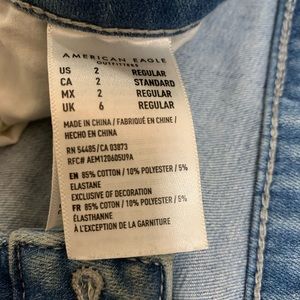 AMERICAN EAGLE
OUTFITTERS
US 2 REGULAR
CA 2 STANDARD
MX 2 REGULAR
UK 6 REGULAR
MADE IN CHINA / FABRIQUÉ EN CHINE /
HECHO EN CHINA
RN 54485/CA 03873
RFC# AEM120605U9A
EN 85% COTTON / 10% POLYESTER / 5%
ELASTANE
EXCLUSIVE OF DECORATION
FR 85% COTON / 10% POLYESTER / 5%
ÉLASTHANNE
À L'EXCEPTION DE LA GARNITURE